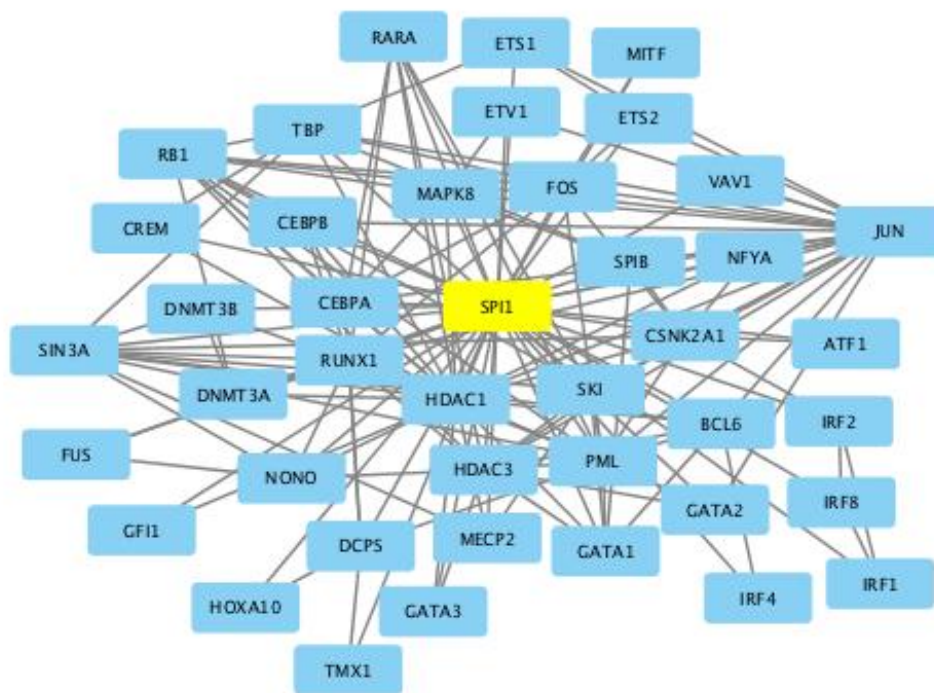 RARA
ETS1
MITF
TBP
ETV1
ETS2
RB1
MAPK8
FOS
VAV1
CREM
CEBPB
JUN
SPIB
NFYA
DNMT3B
CEBPA
SPI1
SIN3A
RUNX1
CSNK2A1
ATF1
DNMT3A
HDAC1
SKI
BCL6
IRF2
FUS
NONO
HDAC3
PML
GFI1
DCPS
MECP2
GATA1
GATA2
IRF8
HOXA10
GATA3
IRF4
IRF1
TMX1